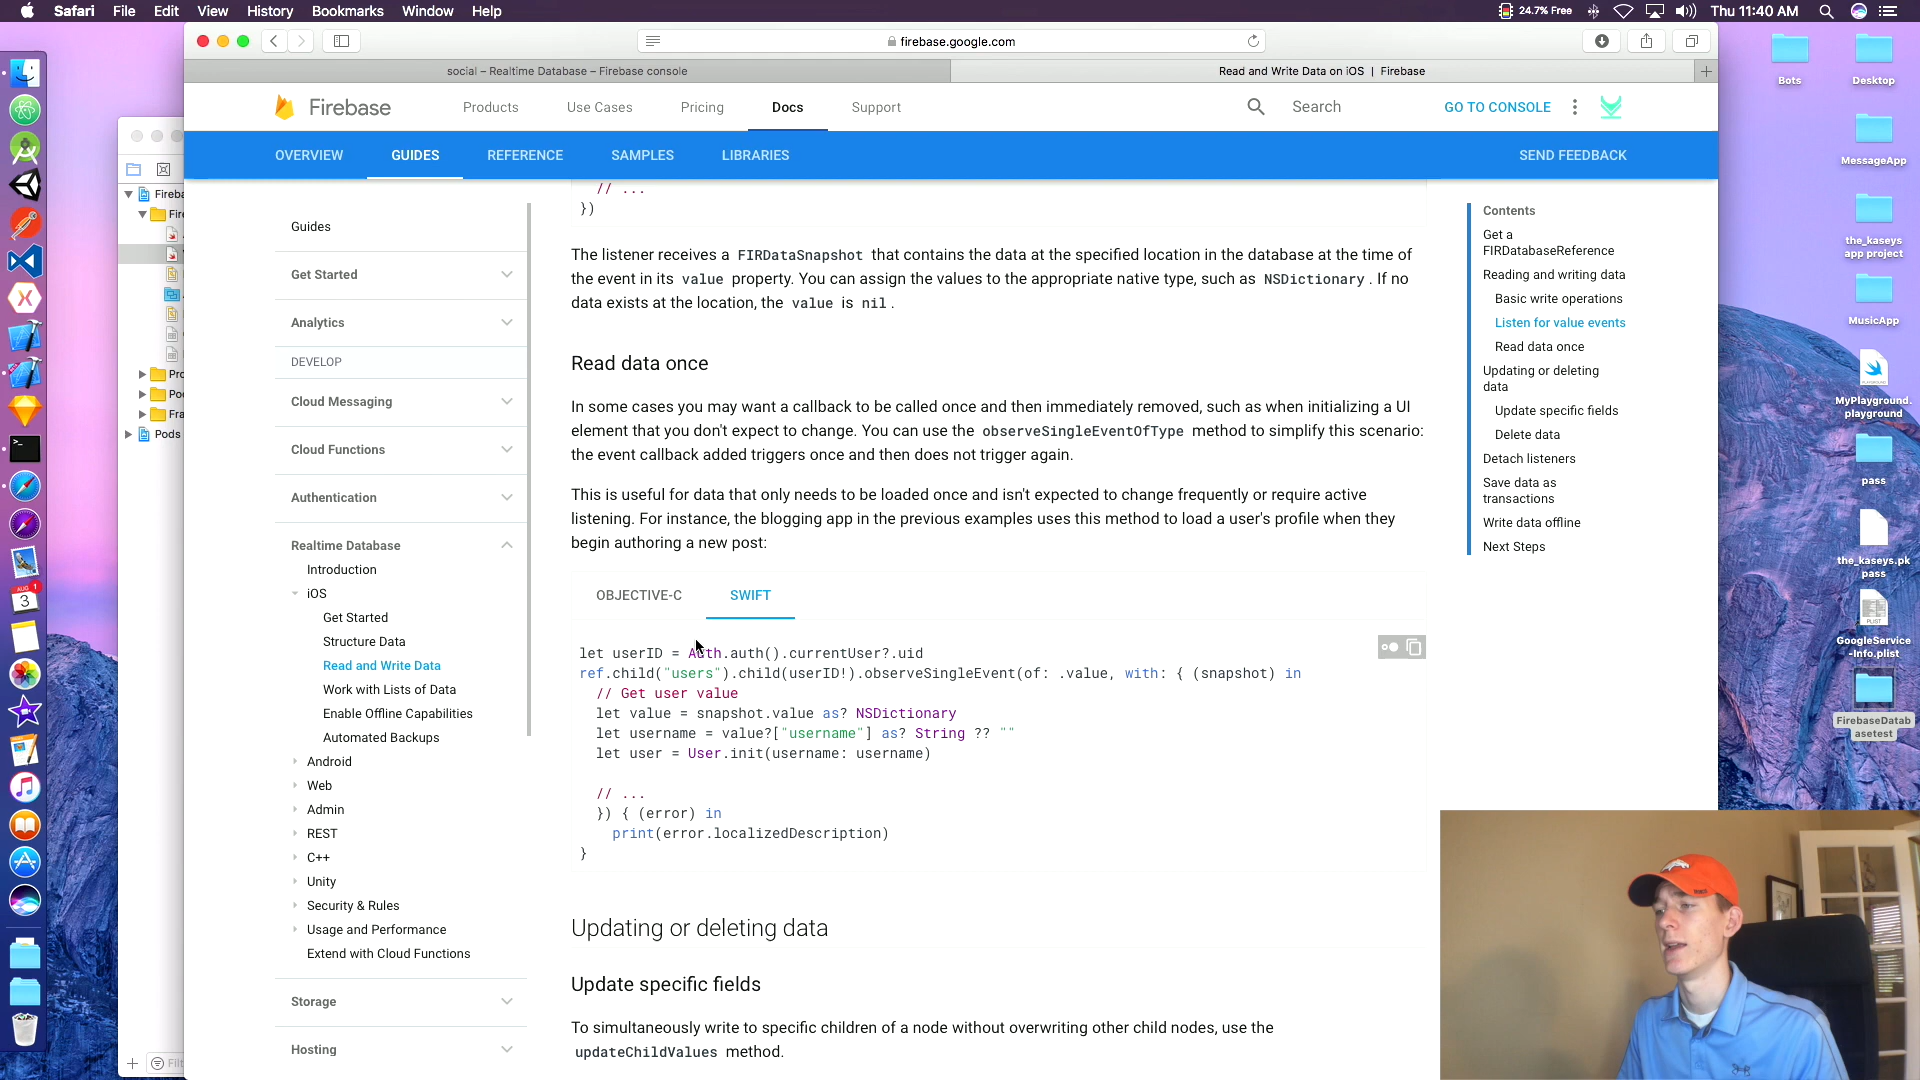 Safari File Edit View History Bookmarks Window Help
24.7% Free
Thu 11:40 AM
firebase.google.com
social – Realtime Database – Firebase console
Read and Write Data on iOS | Firebase
Firebase
Products
Use Cases
Pricing
Docs
Support
Search
GO TO CONSOLE
OVERVIEW
GUIDES
REFERENCE
SAMPLES
LIBRARIES
SEND FEEDBACK
Guides
Get Started
Analytics
DEVELOP
Cloud Messaging
Cloud Functions
Authentication
Realtime Database
Introduction
iOS
Get Started
Structure Data
Read and Write Data
Work with Lists of Data
Enable Offline Capabilities
Automated Backups
Android
Web
Admin
REST
C++
Unity
Security & Rules
Usage and Performance
Extend with Cloud Functions
Storage
Hosting
// ...
})
The listener receives a FIRDataSnapshot that contains the data at the specified location in the database at the time of
the event in its value property. You can assign the values to the appropriate native type, such as NSDictionary. If no
data exists at the location, the value is nil.
Read data once
In some cases you may want a callback to be called once and then immediately removed, such as when initializing a UI
element that you don't expect to change. You can use the observeSingleEventOfType method to simplify this scenario:
the event callback added triggers once and then does not trigger again.
This is useful for data that only needs to be loaded once and isn't expected to change frequently or require active
listening. For instance, the blogging app in the previous examples uses this method to load a user's profile when they
begin authoring a new post:
OBJECTIVE-C
SWIFT
let userID = Auth.auth().currentUser?.uid
ref.child("users").child(userID!).observeSingleEvent(of: .value, with: { (snapshot) in
// Get user value
let value = snapshot.value as? NSDictionary
let username = value?["username"] as? String ?? ""
let user = User.init(username: username)
// ...
}) { (error) in
print(error.localizedDescription)
}
Updating or deleting data
Update specific fields
To simultaneously write to specific children of a node without overwriting other child nodes, use the
updateChildValues method.
Contents
Get a
FIRDatabaseReference
Reading and writing data
Basic write operations
Listen for value events
Read data once
Updating or deleting
data
Update specific fields
Delete data
Detach listeners
Save data as
transactions
Write data offline
Next Steps
Fireba
Fire
Pro
Poo
Fra
Pods
Filt
AUG
3
1
Bots
Desktop
MessageApp
the_kaseys
app project
MusicApp
MyPlayground.
playground
pass
the_kaseys.pk
pass
PLIST
GoogleService
-Info.plist
FirebaseDatab
asetest